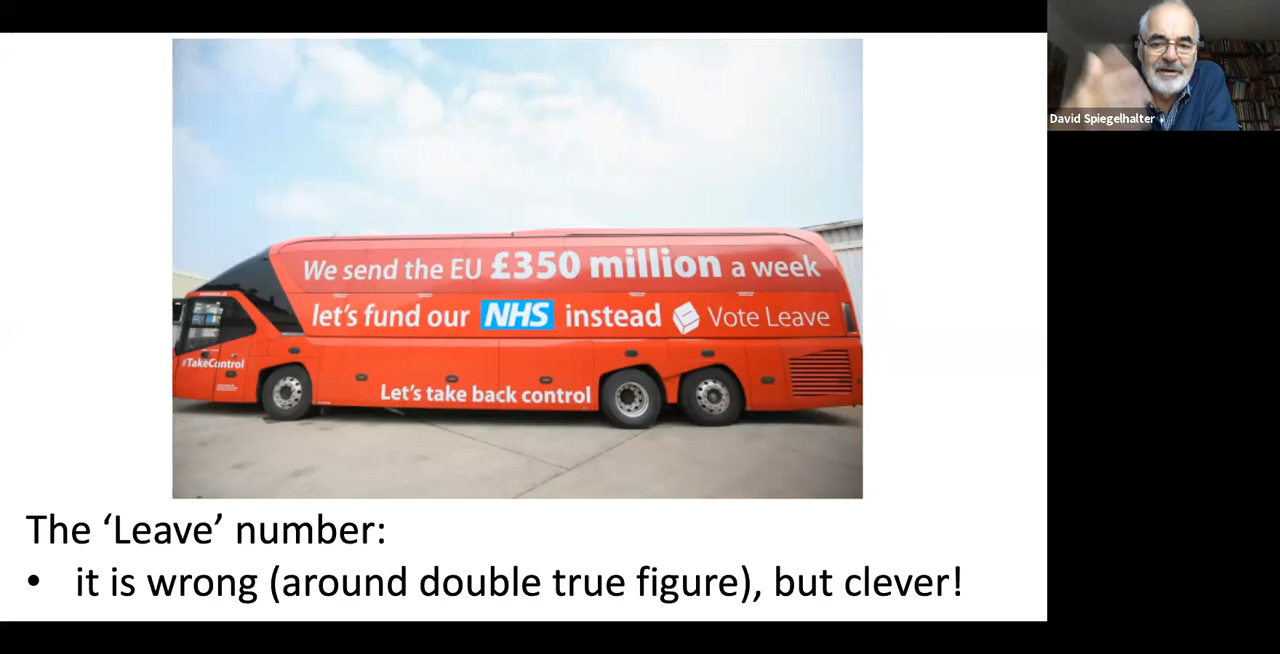 We send the EU £350 million a week
let's fund our NHS instead Vote Leave
#TakeControl
Let's take back control
David Spiegelhalter
The ‘Leave’ number:
• it is wrong (around double true figure), but clever!